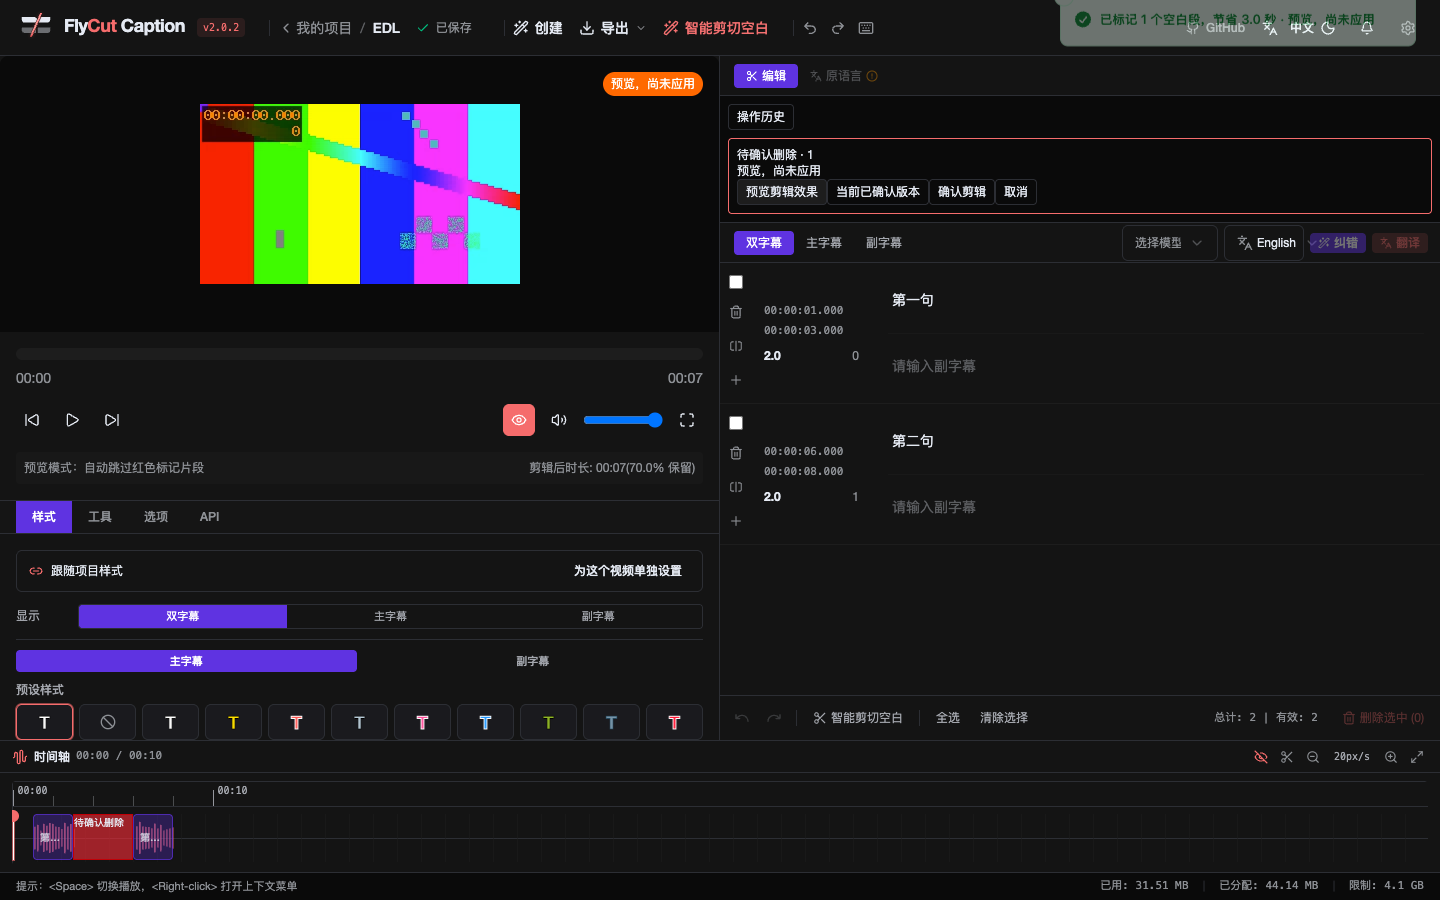 FlyCut Caption v2.0.2 我的项目 / EDL 已保存 创建 导出 智能剪切空白 GitHub 中文
已标记 1 个空白段，节省 3.0 秒 · 预览，尚未应用
预览，尚未应用
00:00:00.000
0
00:00 00:07
预览模式：自动跳过红色标记片段 剪辑后时长: 00:07(70.0% 保留)
样式 工具 选项 API
跟随项目样式 为这个视频单独设置
显示 双字幕 主字幕 副字幕
主字幕 副字幕
预设样式
T T T T T T T T T T
编辑 原语言
操作历史
待确认删除 · 1
预览，尚未应用
预览剪辑效果 当前已确认版本 确认剪辑 取消
双字幕 主字幕 副字幕 选择模型 English 纠错 翻译
第一句
00:00:01.000
00:00:03.000
2.0 0
请输入副字幕
第二句
00:00:06.000
00:00:08.000
2.0 1
请输入副字幕
智能剪切空白 全选 清除选择 总计: 2 | 有效: 2 删除选中 (0)
时间轴 00:00 / 00:10 20px/s
00:00 00:10
待确认删除
第... 第...
提示：<Space> 切换播放，<Right-click> 打开上下文菜单 已用: 31.51 MB 已分配: 44.14 MB 限制: 4.1 GB